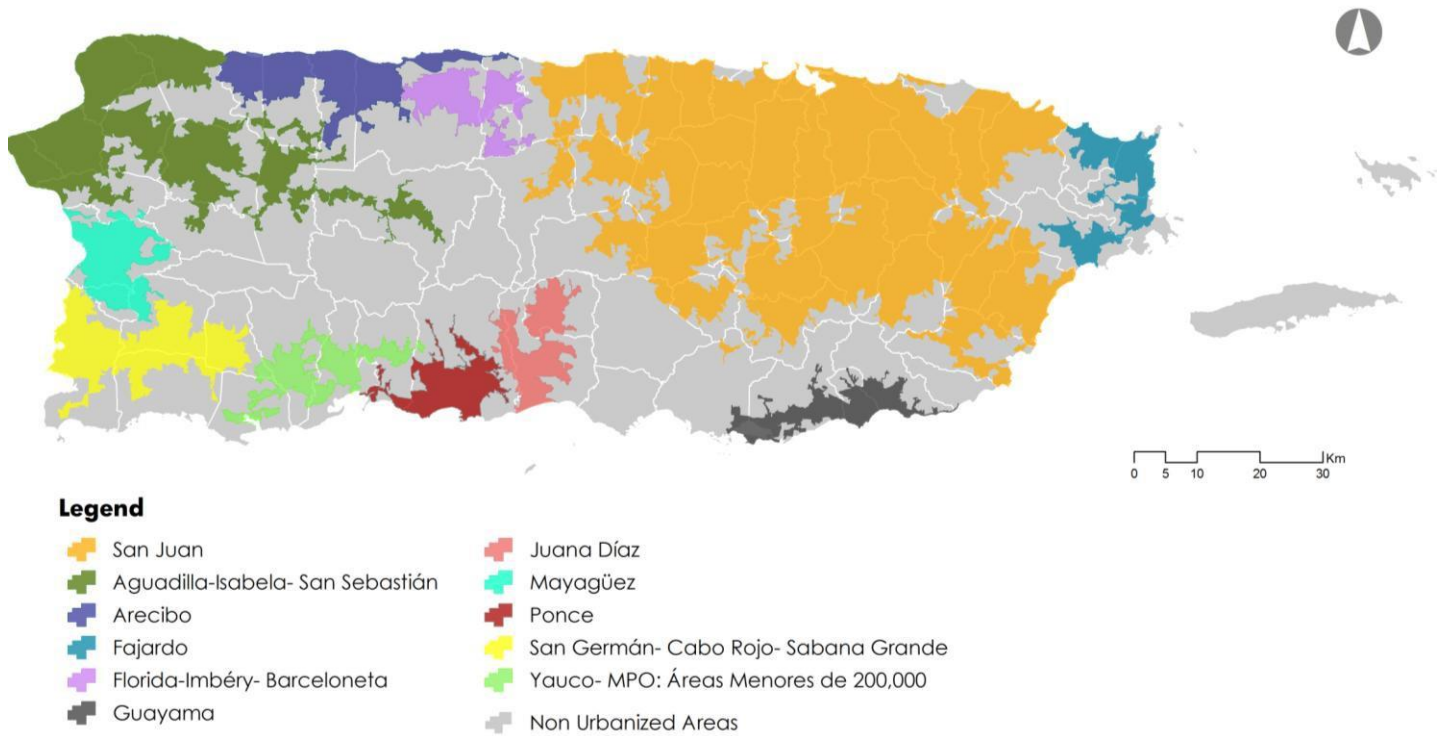 Km
0 5 10 20 30
Legend
San Juan
Aguadilla-Isabela- San Sebastián
Arecibo
Fajardo
Florida-Imbéry- Barceloneta
Guayama
Juana Díaz
Mayagüez
Ponce
San Germán- Cabo Rojo- Sabana Grande
Yauco- MPO: Áreas Menores de 200,000
Non Urbanized Areas